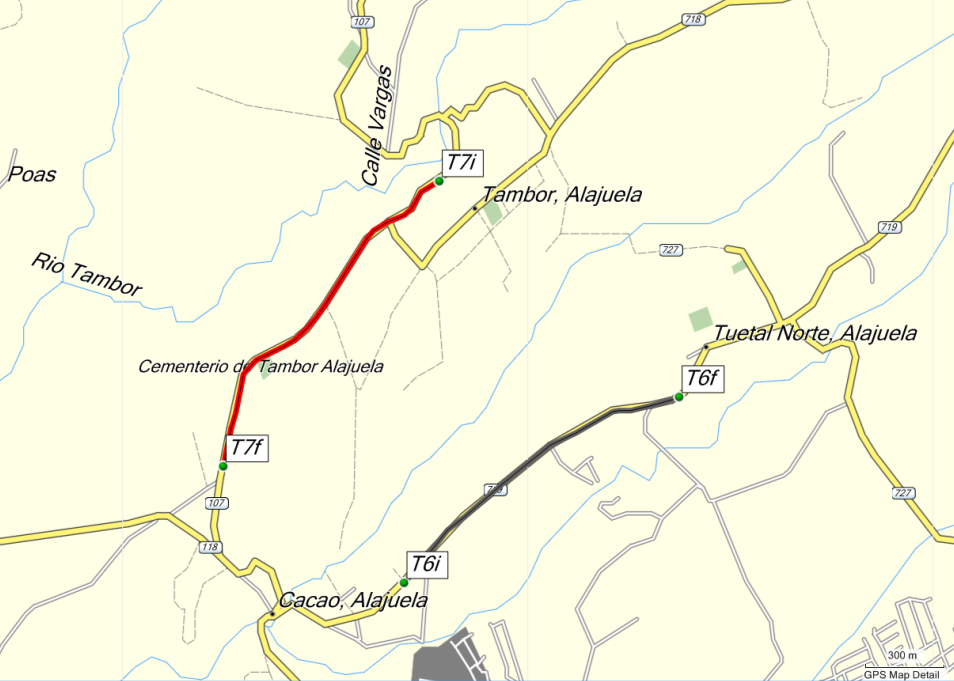 107
718
Calle Vargas
T7i
Poas
Tambor, Alajuela
719
727
Rio Tambor
Tuetal Norte, Alajuela
Cementerio de Tambor Alajuela
T6f
T7f
727
107
118
T6i
Cacao, Alajuela
300 m
GPS Map Detail